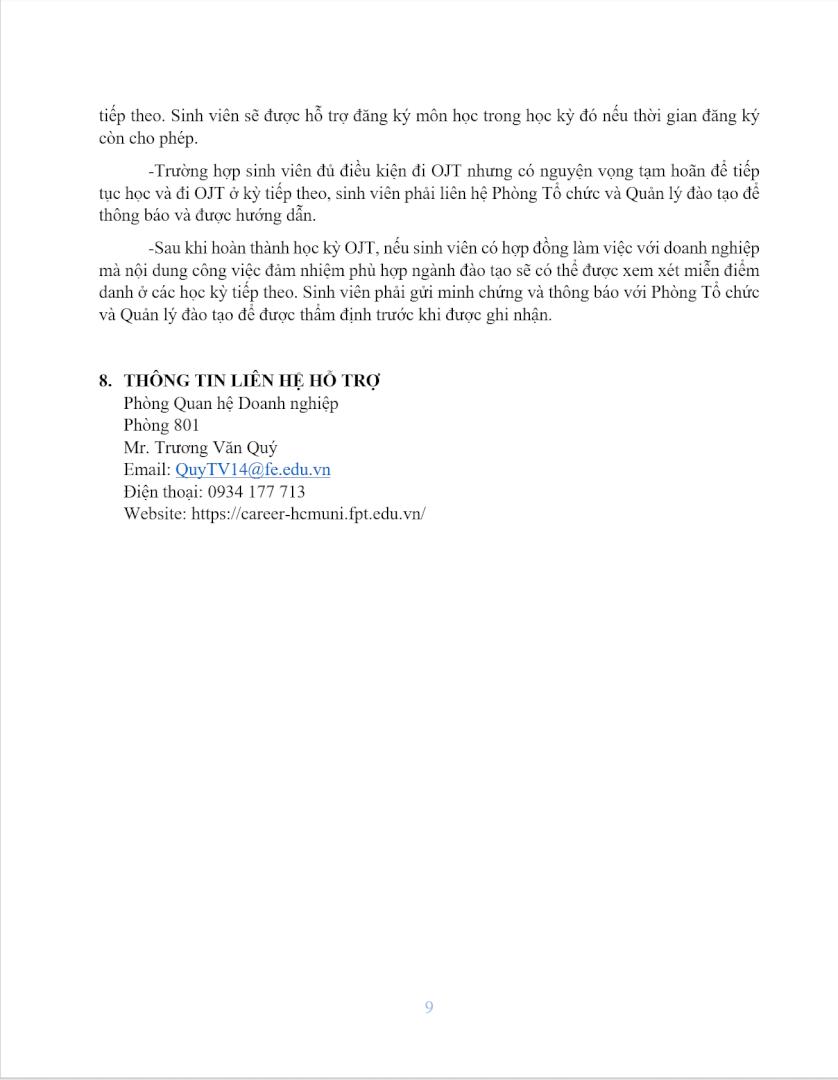 tiếp theo. Sinh viên sẽ được hỗ trợ đăng ký môn học trong học kỳ đó nếu thời gian đăng ký
còn cho phép.
-Trường hợp sinh viên đủ điều kiện đi OJT nhưng có nguyện vọng tạm hoãn để tiếp
tục học và đi OJT ở kỳ tiếp theo, sinh viên phải liên hệ Phòng Tổ chức và Quản lý đào tạo để
thông báo và được hướng dẫn.
-Sau khi hoàn thành học kỳ OJT, nếu sinh viên có hợp đồng làm việc với doanh nghiệp
mà nội dung công việc đảm nhiệm phù hợp ngành đào tạo sẽ có thể được xem xét miễn điểm
danh ở các học kỳ tiếp theo. Sinh viên phải gửi minh chứng và thông báo với Phòng Tổ chức
và Quản lý đào tạo để được thẩm định trước khi được ghi nhận.
8. THÔNG TIN LIÊN HỆ HỖ TRỢ
Phòng Quan hệ Doanh nghiệp
Phòng 801
Mr. Trương Văn Quý
Email: QuyTV14@fe.edu.vn
Điện thoại: 0934 177 713
Website: https://career-hcmuni.fpt.edu.vn/
9